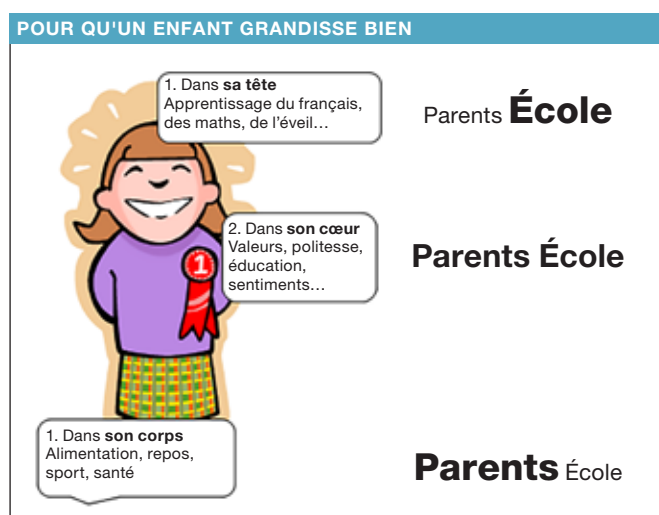 POUR QU'UN ENFANT GRANDISSE BIEN
1. Dans sa tête
Apprentissage du français,
des maths, de l'éveil…
Parents École
2. Dans son cœur
Valeurs, politesse,
éducation,
sentiments…
Parents École
1
1. Dans son corps
Alimentation, repos,
sport, santé
Parents École